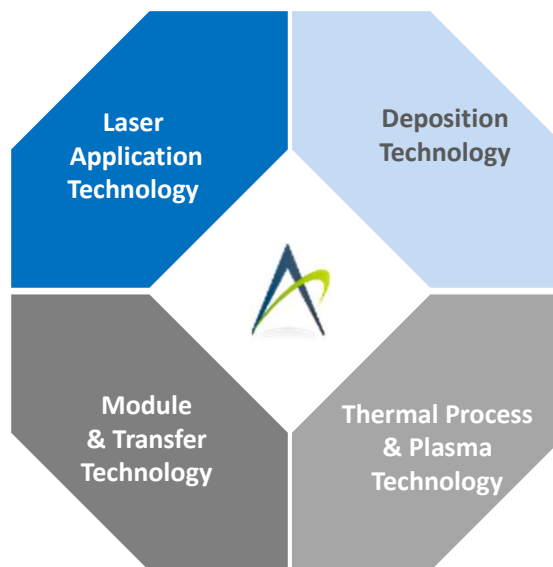 Laser
Application
Technology
Deposition
Technology
Module
& Transfer
Technology
Thermal Process
& Plasma
Technology